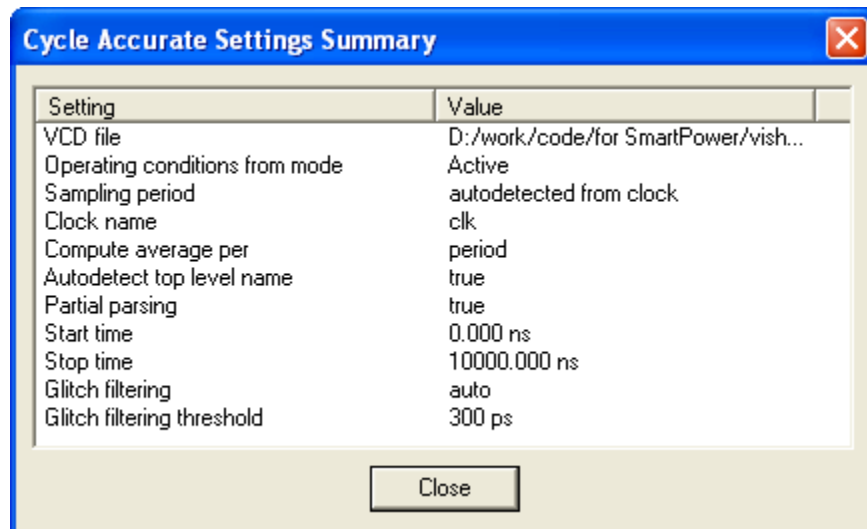 Cycle Accurate Settings Summary
Setting Value
VCD file D:/work/code/for SmartPower/vish...
Operating conditions from mode Active
Sampling period autodetected from clock
Clock name clk
Compute average per period
Autodetect top level name true
Partial parsing true
Start time 0.000 ns
Stop time 10000.000 ns
Glitch filtering auto
Glitch filtering threshold 300 ps
Close